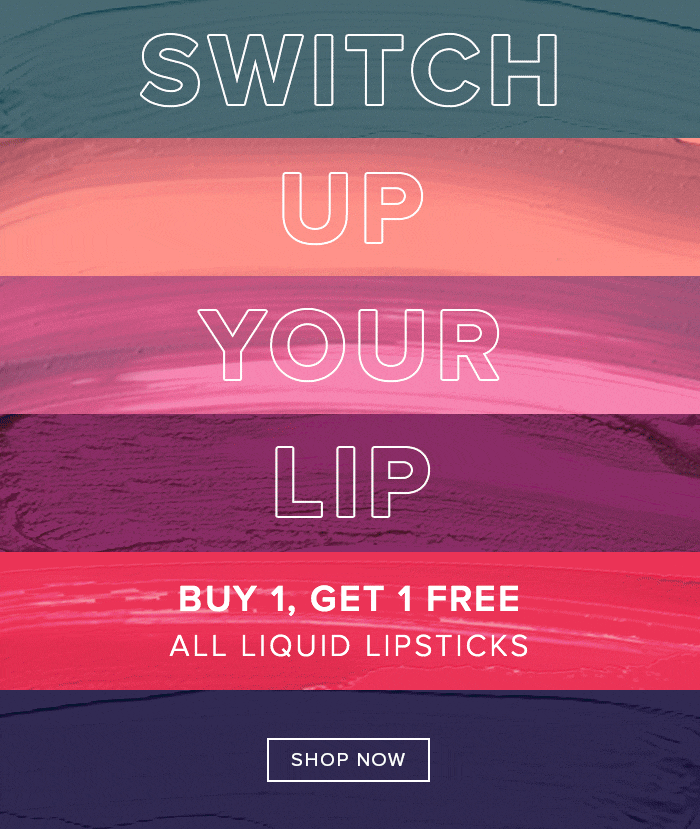 SWITCH
UP
YOUR
LIP
BUY 1, GET 1 FREE
ALL LIQUID LIPSTICKS
SHOP NOW